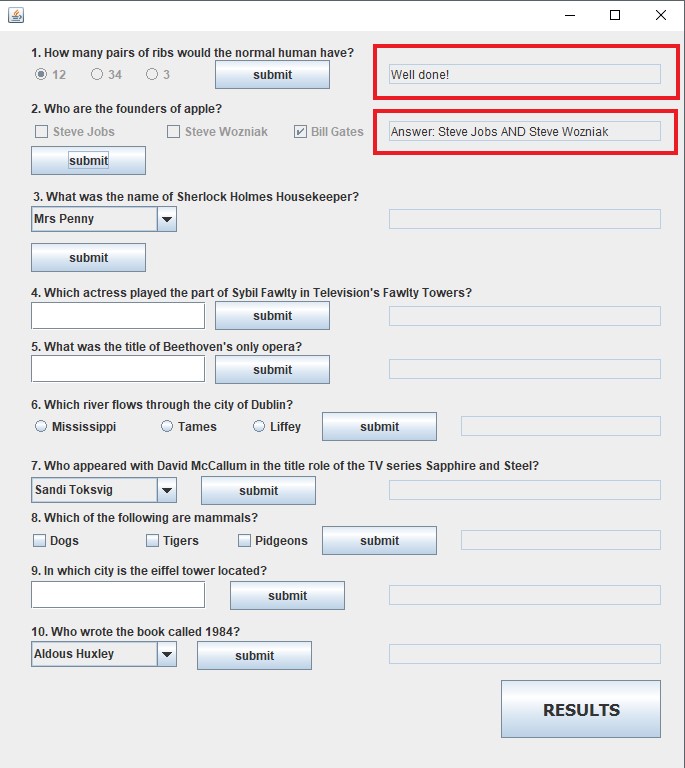 1. How many pairs of ribs would the normal human have?
12 34 3 submit Well done!
2. Who are the founders of apple?
Steve Jobs Steve Wozniak Bill Gates Answer: Steve Jobs AND Steve Wozniak
submit
3. What was the name of Sherlock Holmes Housekeeper?
Mrs Penny
submit
4. Which actress played the part of Sybil Fawlty in Television's Fawlty Towers?
submit
5. What was the title of Beethoven's only opera?
submit
6. Which river flows through the city of Dublin?
Mississippi Tames Liffey submit
7. Who appeared with David McCallum in the title role of the TV series Sapphire and Steel?
Sandi Toksvig submit
8. Which of the following are mammals?
Dogs Tigers Pidgeons submit
9. In which city is the eiffel tower located?
submit
10. Who wrote the book called 1984?
Aldous Huxley submit
RESULTS